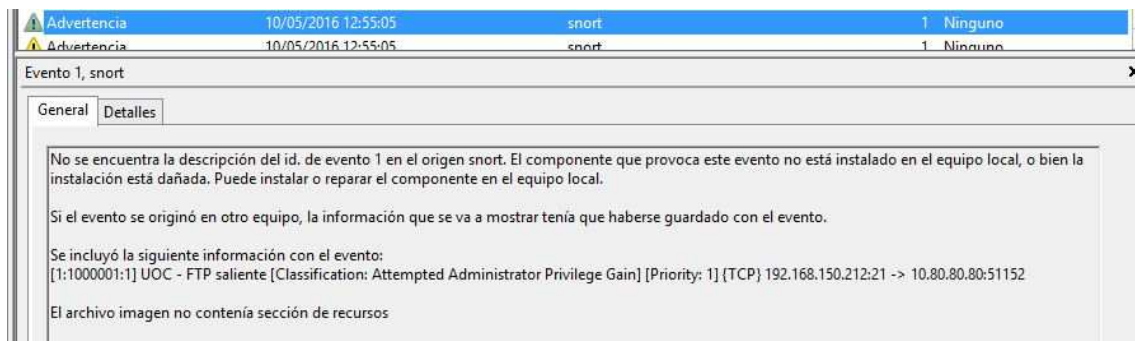 Advertencia 10/05/2016 12:55:05 snort 1 Ninguno
Advertencia 10/05/2016 12:55:05 snort 1 Ninguno
Evento 1, snort
General Detalles
No se encuentra la descripción del id. de evento 1 en el origen snort. El componente que provoca este evento no está instalado en el equipo local, o bien la
instalación está dañada. Puede instalar o reparar el componente en el equipo local.
Si el evento se originó en otro equipo, la información que se va a mostrar tenía que haberse guardado con el evento.
Se incluyó la siguiente información con el evento:
[1:1000001:1] UOC - FTP saliente [Classification: Attempted Administrator Privilege Gain] [Priority: 1] {TCP} 192.168.150.212:21 -> 10.80.80.80:51152
El archivo imagen no contenía sección de recursos